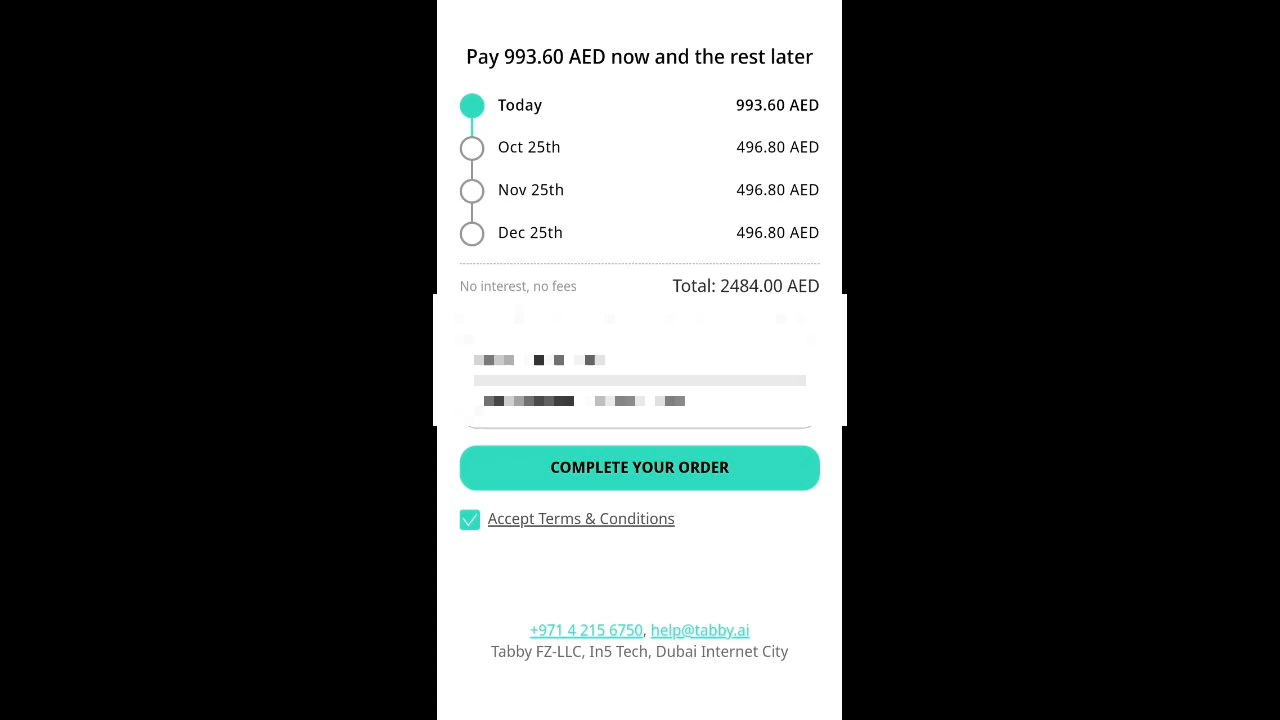 Pay 993.60 AED now and the rest later
Today 993.60 AED
Oct 25th 496.80 AED
Nov 25th 496.80 AED
Dec 25th 496.80 AED
No interest, no fees Total: 2484.00 AED
COMPLETE YOUR ORDER
Accept Terms & Conditions
+971 4 215 6750, help@tabby.ai
Tabby FZ-LLC, In5 Tech, Dubai Internet City